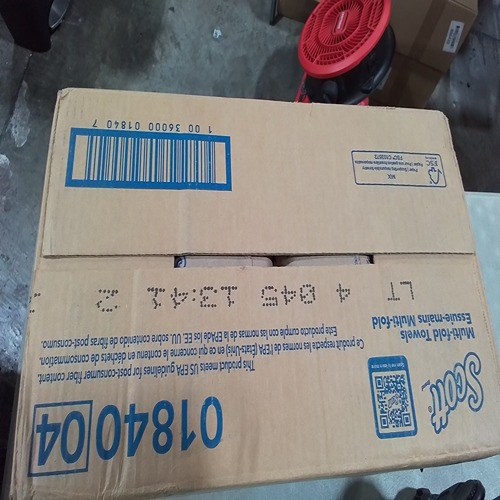 Scott
Multi-fold Towels
Essuie-mains Multi-fold
01840 04
This product meets US EPA guidelines for post-consumer fiber content.
Ce produit respecte les normes de l'EPA (États-Unis) en ce qui concerne le contenu en déchets de consommation.
Este producto cumple con las normas de la EPA de los EE. UU. sobre contenido de fibras post-consumo.
LT 4 045 13:41 2
1 00 36000 01840 7
FSC
MIX